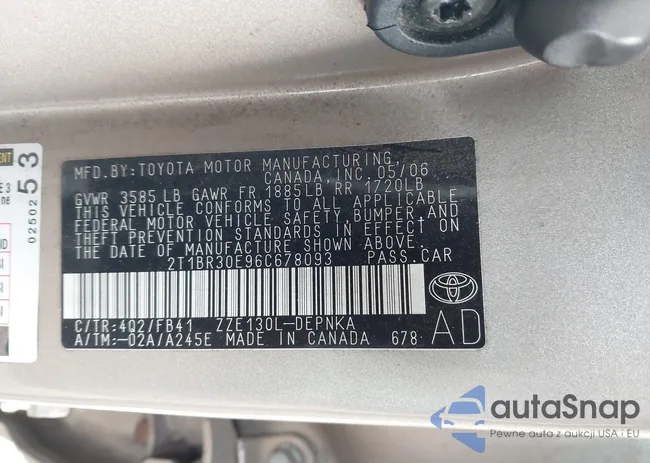 MFD.BY:TOYOTA MOTOR MANUFACTURING,
CANADA, INC. 05/06
GVWR 3585 LB GAWR FR 1885LB, RR 1720LB
THIS VEHICLE CONFORMS TO ALL APPLICABLE
FEDERAL MOTOR VEHICLE SAFETY, BUMPER, AND
THEFT PREVENTION STANDARDS IN EFFECT ON
THE DATE OF MANUFACTURE SHOWN ABOVE.
2T1BR30E96C678093 PASS.CAR
C/TR:4Q2/FB41 ZZE130L-DEPNKA
A/TM:-02A/A245E MADE IN CANADA 678
AD
0250253
autaSnap
Pewne auta z aukcji USA i EU